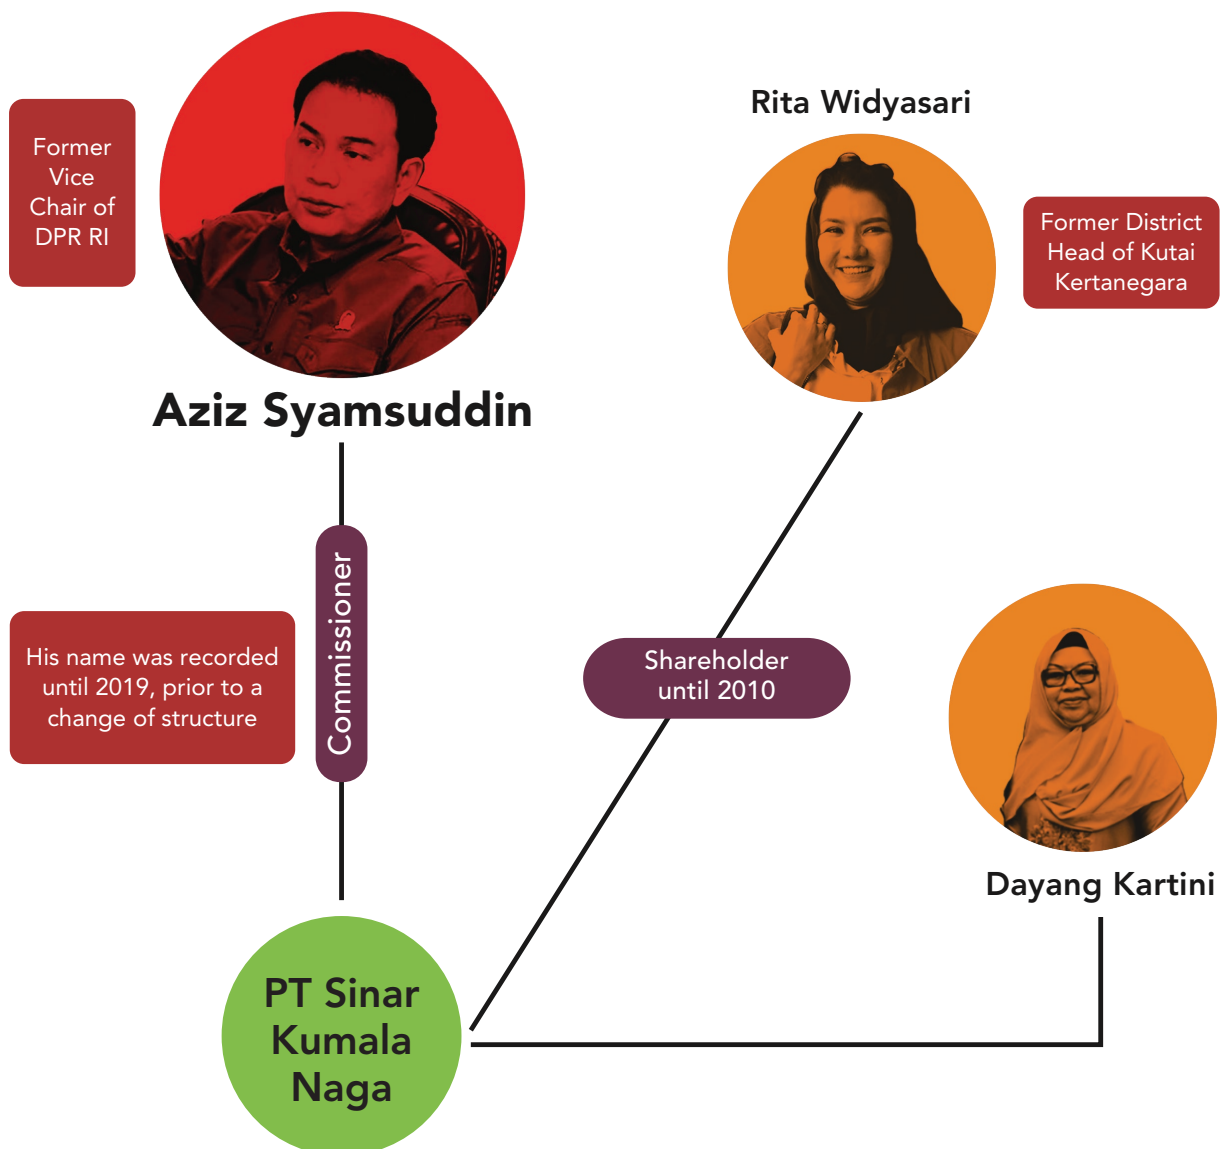 Former
Vice
Chair of
DPR RI
Aziz Syamsuddin
Rita Widyasari
Former District
Head of Kutai
Kertanegara
Commissioner
His name was recorded
until 2019, prior to a
change of structure
Shareholder
until 2010
Dayang Kartini
PT Sinar
Kumala
Naga